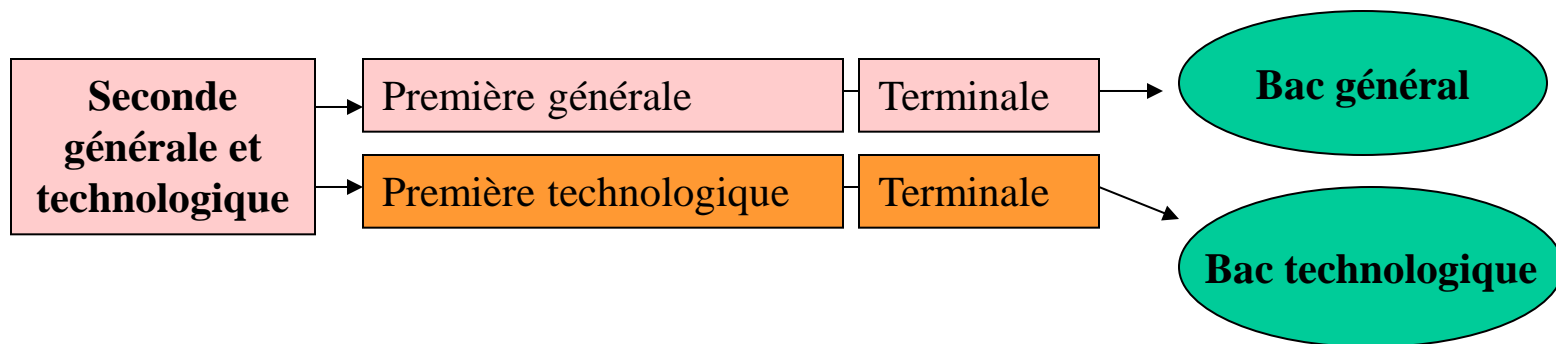 Seconde
générale et
technologique
Première générale
Terminale
Bac général
Première technologique
Terminale
Bac technologique